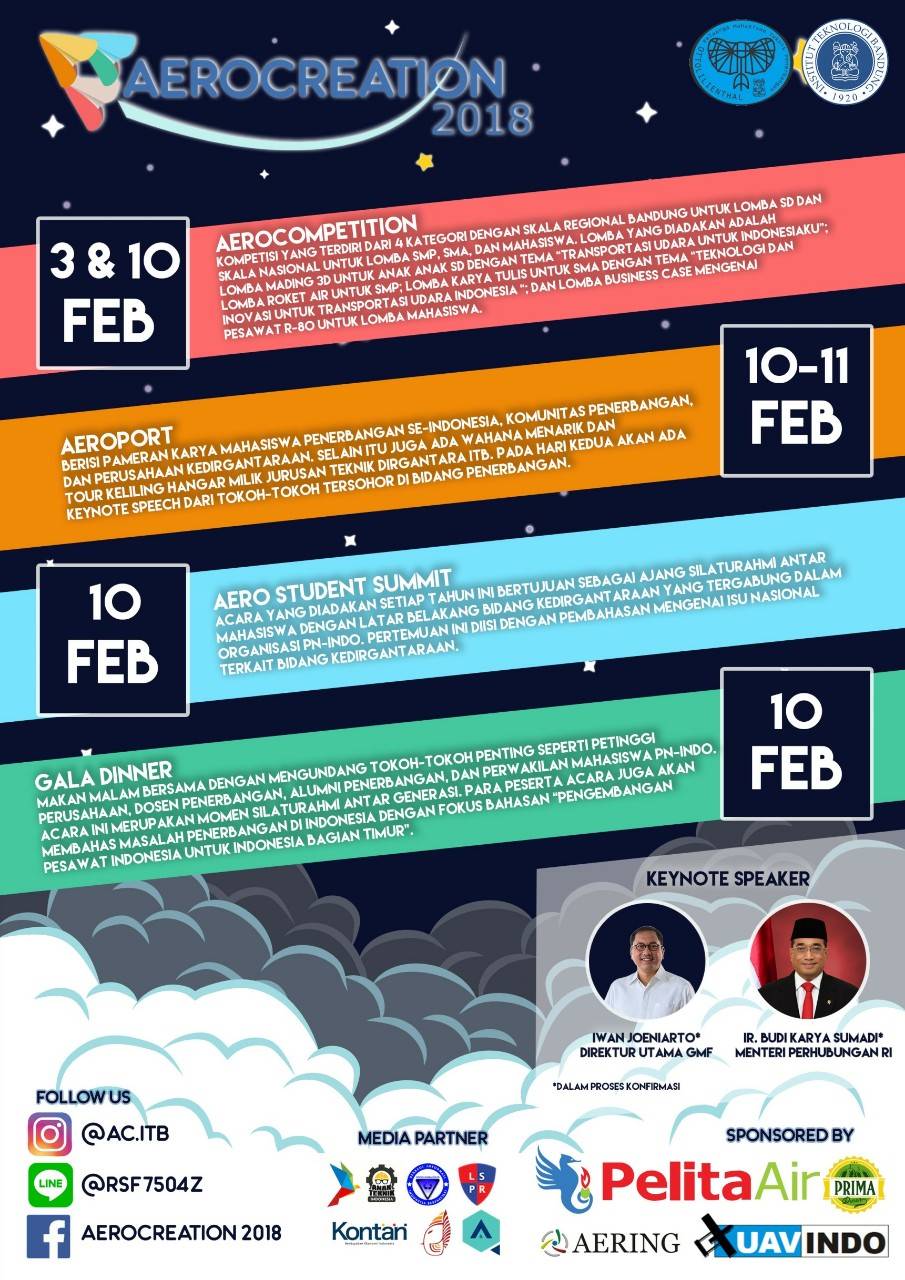 AEROCREATION
2018
OTTO LILIENTHAL
INSTITUT TEKNOLOGI BANDUNG
1920
3 & 10
FEB
AEROCOMPETITION
KOMPETISI YANG TERDIRI DARI 4 KATEGORI DENGAN SKALA REGIONAL BANDUNG UNTUK LOMBA SD DAN
SKALA NASIONAL UNTUK LOMBA SMP, SMA, DAN MAHASISWA. LOMBA YANG DIADAKAN ADALAH
LOMBA MADING 3D UNTUK ANAK ANAK SD DENGAN TEMA "TRANSPORTASI UDARA UNTUK INDONESIAKU";
LOMBA ROKET AIR UNTUK SMP; LOMBA KARYA TULIS UNTUK SMA DENGAN TEMA "TEKNOLOGI DAN
INOVASI UNTUK TRANSPORTASI UDARA INDONESIA "; DAN LOMBA BUSINESS CASE MENGENAI
PESAWAT R-80 UNTUK LOMBA MAHASISWA.
10-11
FEB
AEROPORT
BERISI PAMERAN KARYA MAHASISWA PENERBANGAN SE-INDONESIA, KOMUNITAS PENERBANGAN,
DAN PERUSAHAAN KEDIRGANTARAAN. SELAIN ITU JUGA ADA WAHANA MENARIK DAN
TOUR KELILING HANGAR MILIK JURUSAN TEKNIK DIRGANTARA ITB. PADA HARI KEDUA AKAN ADA
KEYNOTE SPEECH DARI TOKOH-TOKOH TERSOHOR DI BIDANG PENERBANGAN.
10
FEB
AERO STUDENT SUMMIT
ACARA YANG DIADAKAN SETIAP TAHUN INI BERTUJUAN SEBAGAI AJANG SILATURAHMI ANTAR
MAHASISWA DENGAN LATAR BELAKANG BIDANG KEDIRGANTARAAN YANG TERGABUNG DALAM
ORGANISASI PN-INDO. PERTEMUAN INI DIISI DENGAN PEMBAHASAN MENGENAI ISU NASIONAL
TERKAIT BIDANG KEDIRGANTARAAN.
10
FEB
GALA DINNER
MAKAN MALAM BERSAMA DENGAN MENGUNDANG TOKOH-TOKOH PENTING SEPERTI PETINGGI
PERUSAHAAN, DOSEN PENERBANGAN, ALUMNI PENERBANGAN, DAN PERWAKILAN MAHASISWA PN-INDO.
ACARA INI MERUPAKAN MOMEN SILATURAHMI ANTAR GENERASI. PARA PESERTA ACARA JUGA AKAN
MEMBAHAS MASALAH PENERBANGAN DI INDONESIA DENGAN FOKUS BAHASAN "PENGEMBANGAN
PESAWAT INDONESIA UNTUK INDONESIA BAGIAN TIMUR".
KEYNOTE SPEAKER
IWAN JOENIARTO*
DIREKTUR UTAMA GMF
IR. BUDI KARYA SUMADI*
MENTERI PERHUBUNGAN RI
*DALAM PROSES KONFIRMASI
FOLLOW US
@AC.ITB
LINE
@RSF7504Z
AEROCREATION 2018
MEDIA PARTNER
ANAK
TEKNIK
INDONESIA
LS
PR
Kontan
SPONSORED BY
PelitaAir
PRIMA
AERING
UAVINDO